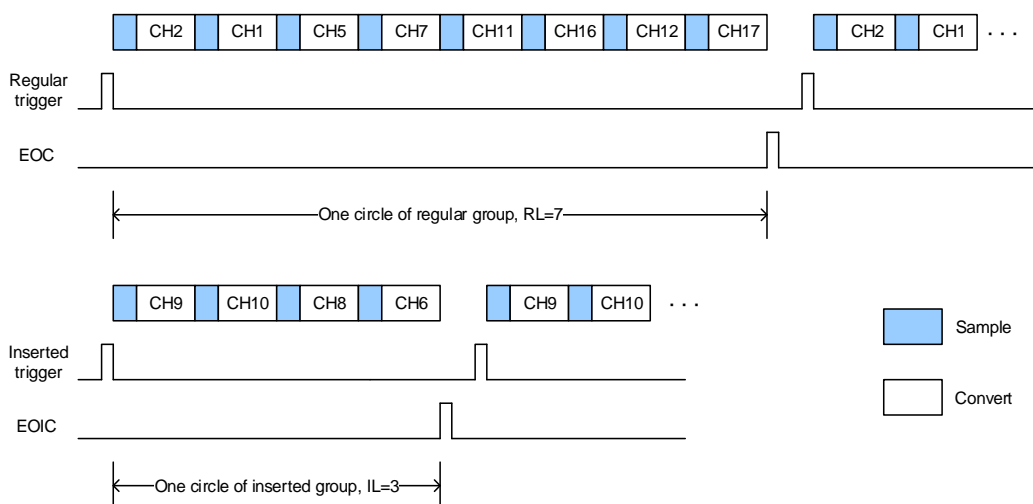 CH2 CH1 CH5 CH7 CH11 CH16 CH12 CH17 CH2 CH1 . . .
Regular
trigger
EOC
One circle of regular group, RL=7
CH9 CH10 CH8 CH6 CH9 CH10 . . .
Sample
Inserted
trigger
Convert
EOIC
One circle of inserted group, IL=3